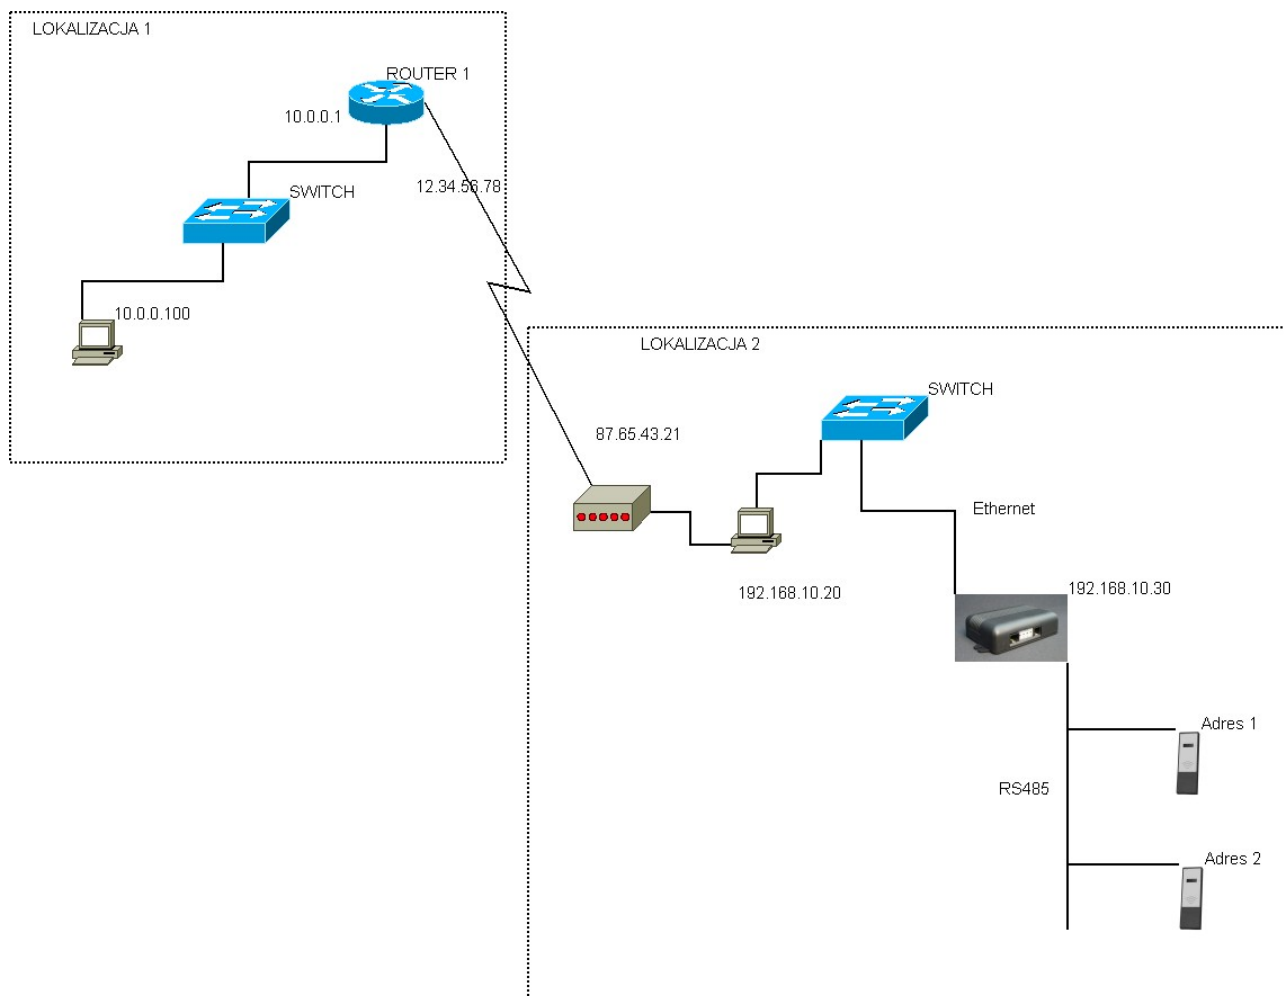 LOKALIZACJA 1
ROUTER 1
10.0.0.1
12.34.56.78
SWITCH
10.0.0.100
LOKALIZACJA 2
SWITCH
87.65.43.21
Ethernet
192.168.10.20
192.168.10.30
Adres 1
RS485
Adres 2